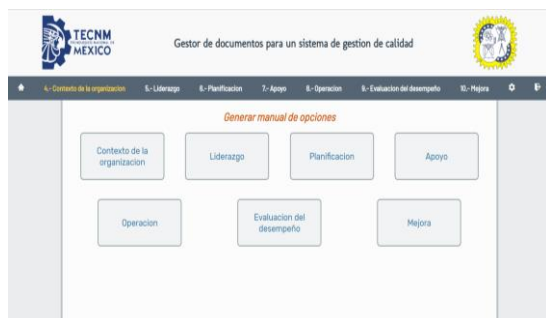 TECNM
MÉXICO
Gestor de documentos para un sistema de gestion de calidad
4.- Contexto de la organizacion 5.- Liderazgo 6.- Planificacion 7.- Apoyo 8.- Operacion 9.- Evaluacion del desempeño 10.- Mejora
Generar manual de opciones
Contexto de la
organizacion
Liderazgo
Planificacion
Apoyo
Operacion
Evaluacion del
desempeño
Mejora